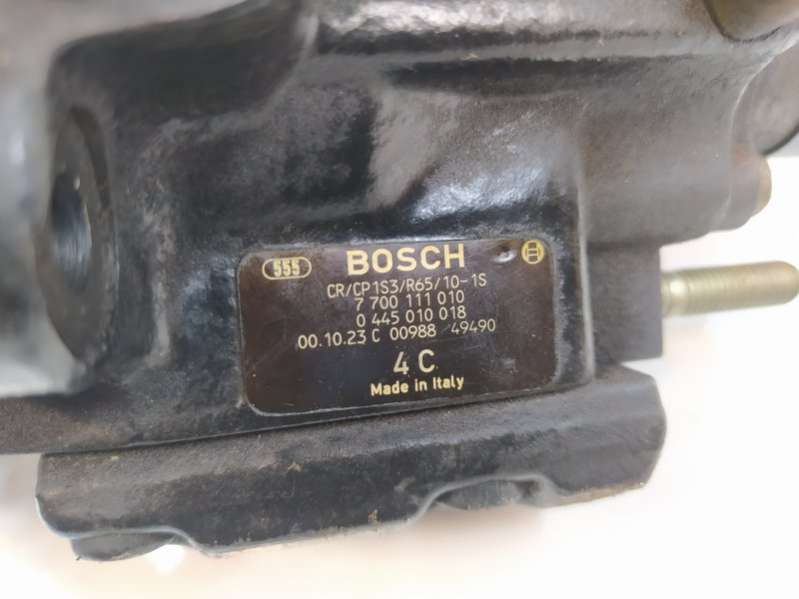 555 BOSCH
CR/CP1S3/R65/10-1S
7 700 111 010
0 445 010 018
00.10.23 C 00988 49490
4 C
Made in Italy